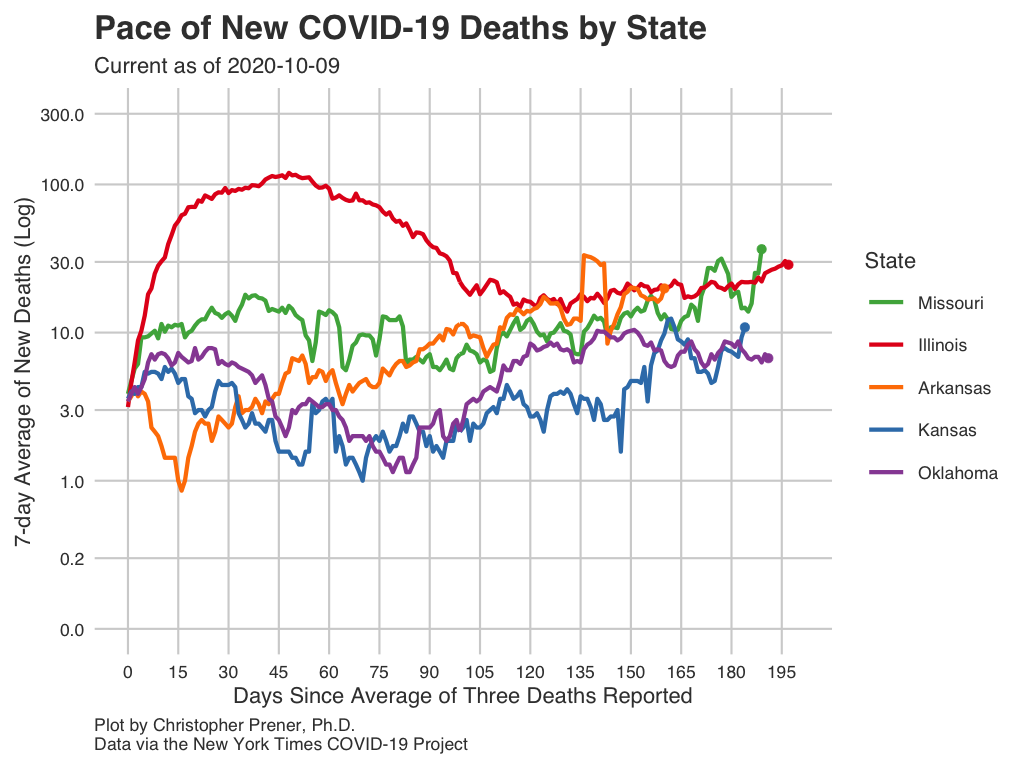 Pace of New COVID-19 Deaths by State
Current as of 2020-10-09
7-day Average of New Deaths (Log)
300.0
100.0
30.0
10.0
3.0
1.0
0.2
0.0
0 15 30 45 60 75 90 105 120 135 150 165 180 195
Days Since Average of Three Deaths Reported
State
Missouri
Illinois
Arkansas
Kansas
Oklahoma
Plot by Christopher Prener, Ph.D.
Data via the New York Times COVID-19 Project